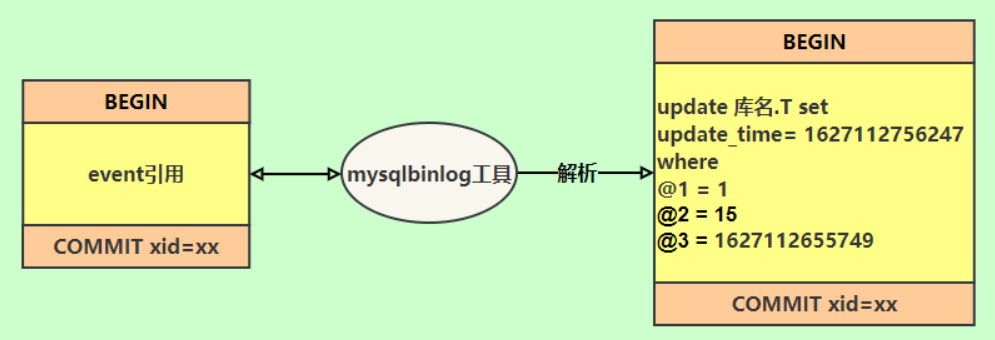 BEGIN
event引用
COMMIT xid=xx
mysqlbinlog工具
解析
BEGIN
update 库名.T set
update_time= 1627112756247
where
@1 = 1
@2 = 15
@3 = 1627112655749
COMMIT xid=xx